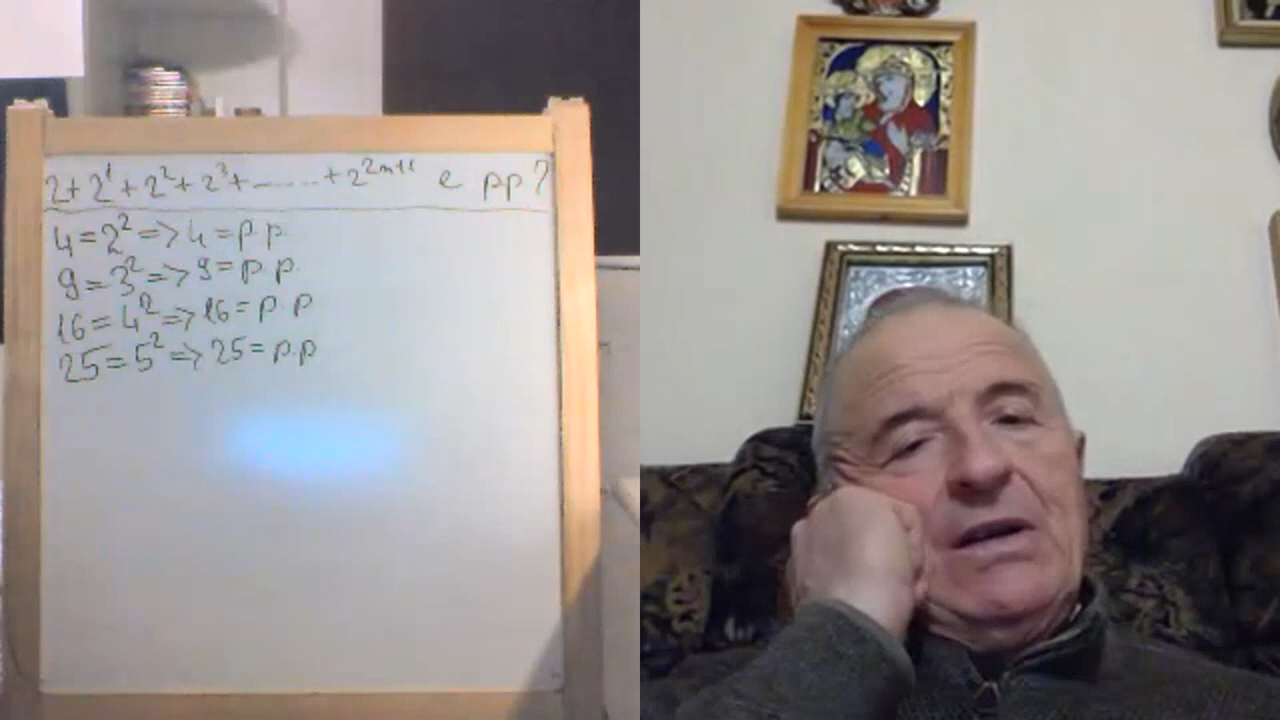 2+2¹+2²+2³+.......+2²ⁿ⁺¹ e pp?
4=2²=>4=p.p.
9=3²=>9=p.p.
16=4²=>16=p.p
25=5²=>25=p.p